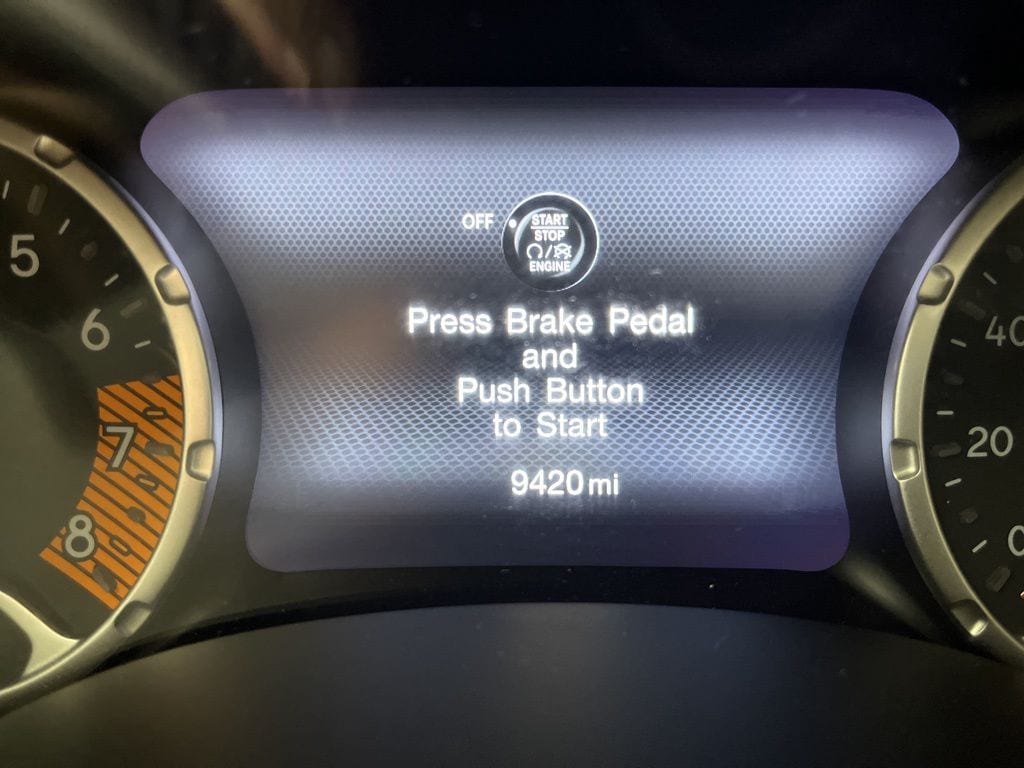 OFF
START
STOP
ENGINE
Press Brake Pedal
and
Push Button
to Start
9420 mi
5
6
7
8
40
20
0